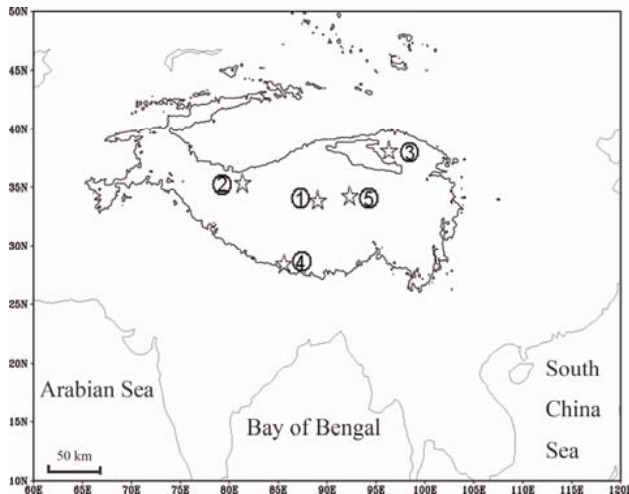 50N
45N
40N
35N
30N
25N
20N
15N
10N
③
②
①
⑤
④
Arabian Sea
Bay of Bengal
South
China
Sea
50 km
60E 65E 70E 75E 80E 85E 90E 95E 100E 105E 110E 115E 120E